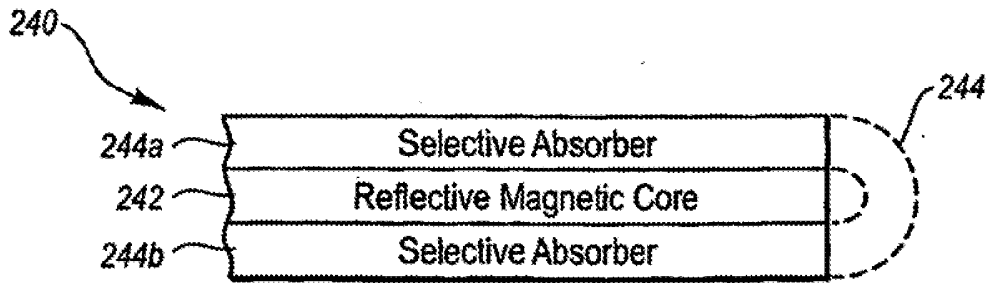 240
244
244a Selective Absorber
242 Reflective Magnetic Core
244b Selective Absorber